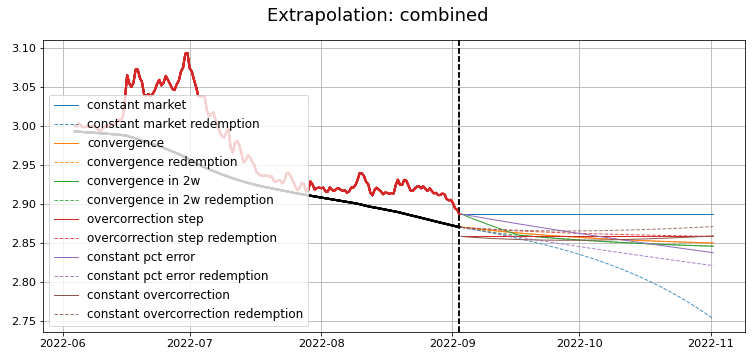 Extrapolation: combined
3.10
3.05
3.00
2.95
2.90
2.85
2.80
2.75
constant market
constant market redemption
convergence
convergence redemption
convergence in 2w
convergence in 2w redemption
overcorrection step
overcorrection step redemption
constant pct error
constant pct error redemption
constant overcorrection
constant overcorrection redemption
2022-06 2022-07 2022-08 2022-09 2022-10 2022-11